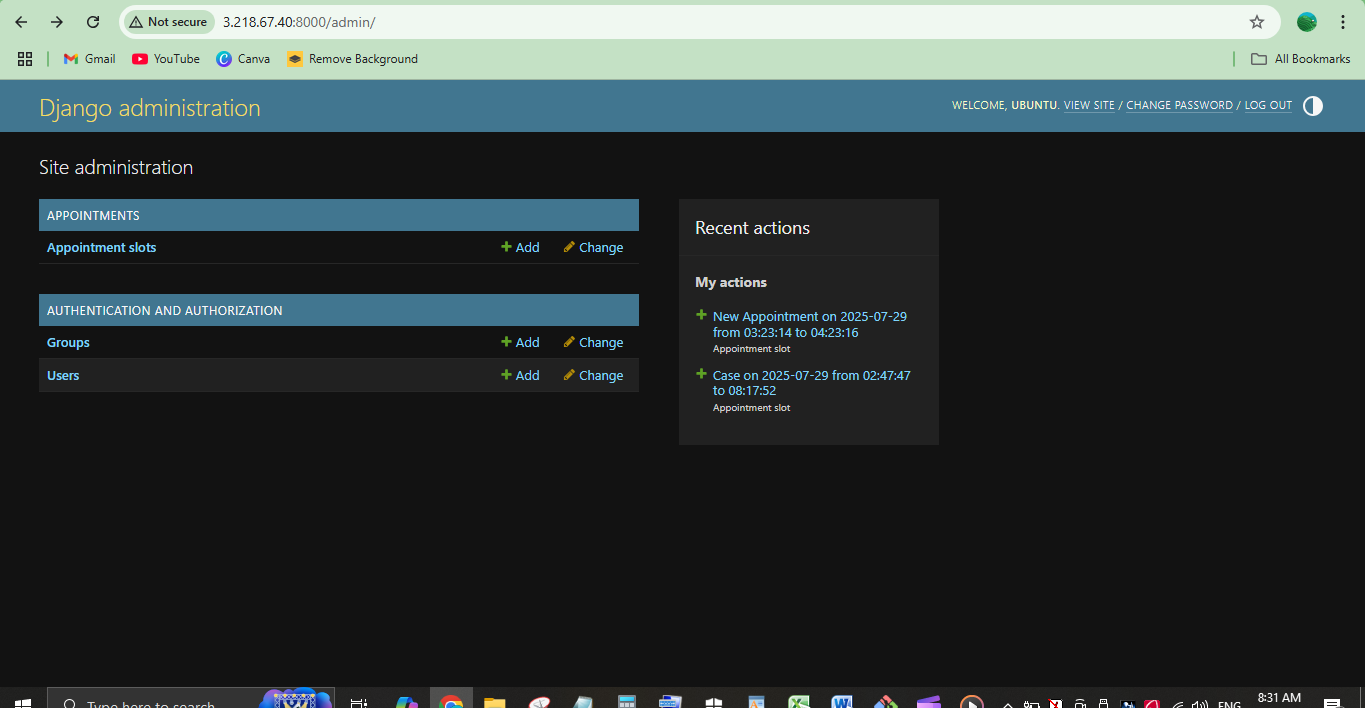 Not secure 3.218.67.40:8000/admin/
Gmail YouTube Canva Remove Background All Bookmarks
Django administration
WELCOME, UBUNTU. VIEW SITE / CHANGE PASSWORD / LOG OUT
Site administration
APPOINTMENTS
Appointment slots Add Change
AUTHENTICATION AND AUTHORIZATION
Groups Add Change
Users Add Change
Recent actions
My actions
New Appointment on 2025-07-29
from 03:23:14 to 04:23:16
Appointment slot
Case on 2025-07-29 from 02:47:47
to 08:17:52
Appointment slot
Type here to search
ENG
8:31 AM